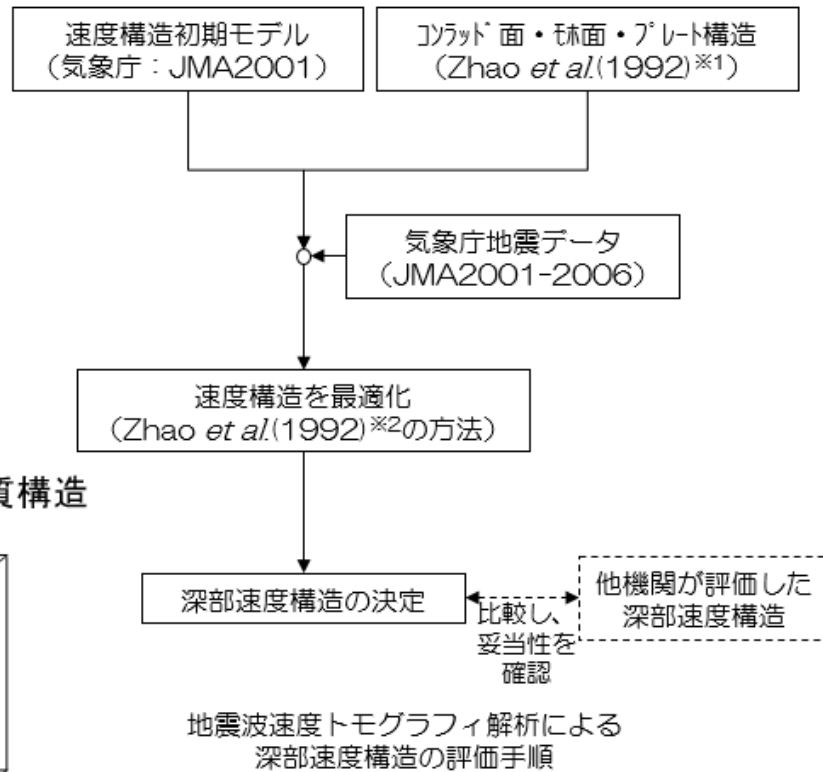 速度構造初期モデル
（気象庁：JMA2001）
ｺﾝﾗｯﾄﾞ面・ﾓﾎ面・ﾌﾟﾚｰﾄ構造
（Zhao et al.(1992)※1）
気象庁地震データ
（JMA2001-2006）
速度構造を最適化
（Zhao et al.(1992)※2の方法）
質構造
深部速度構造の決定
比較し、
妥当性を
確認
他機関が評価した
深部速度構造
地震波速度トモグラフィ解析による
深部速度構造の評価手順